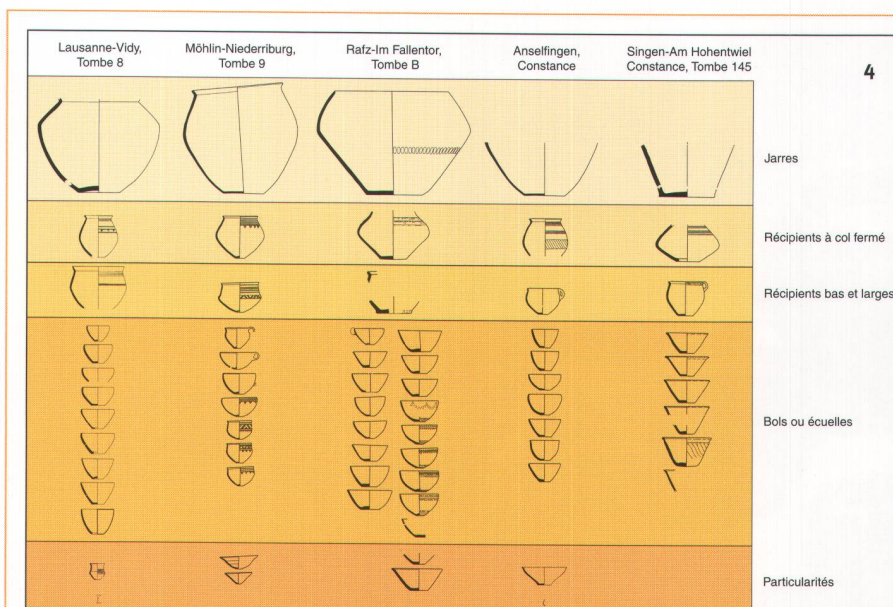 Lausanne-Vidy,
Tombe 8
Möhlin-Niederriburg,
Tombe 9
Rafz-Im Fallentor,
Tombe B
Anselfingen,
Constance
Singen-Am Hohentwiel
Constance, Tombe 145
4
Jarres
Récipients à col fermé
Récipients bas et larges
Bols ou écuelles
Particularités